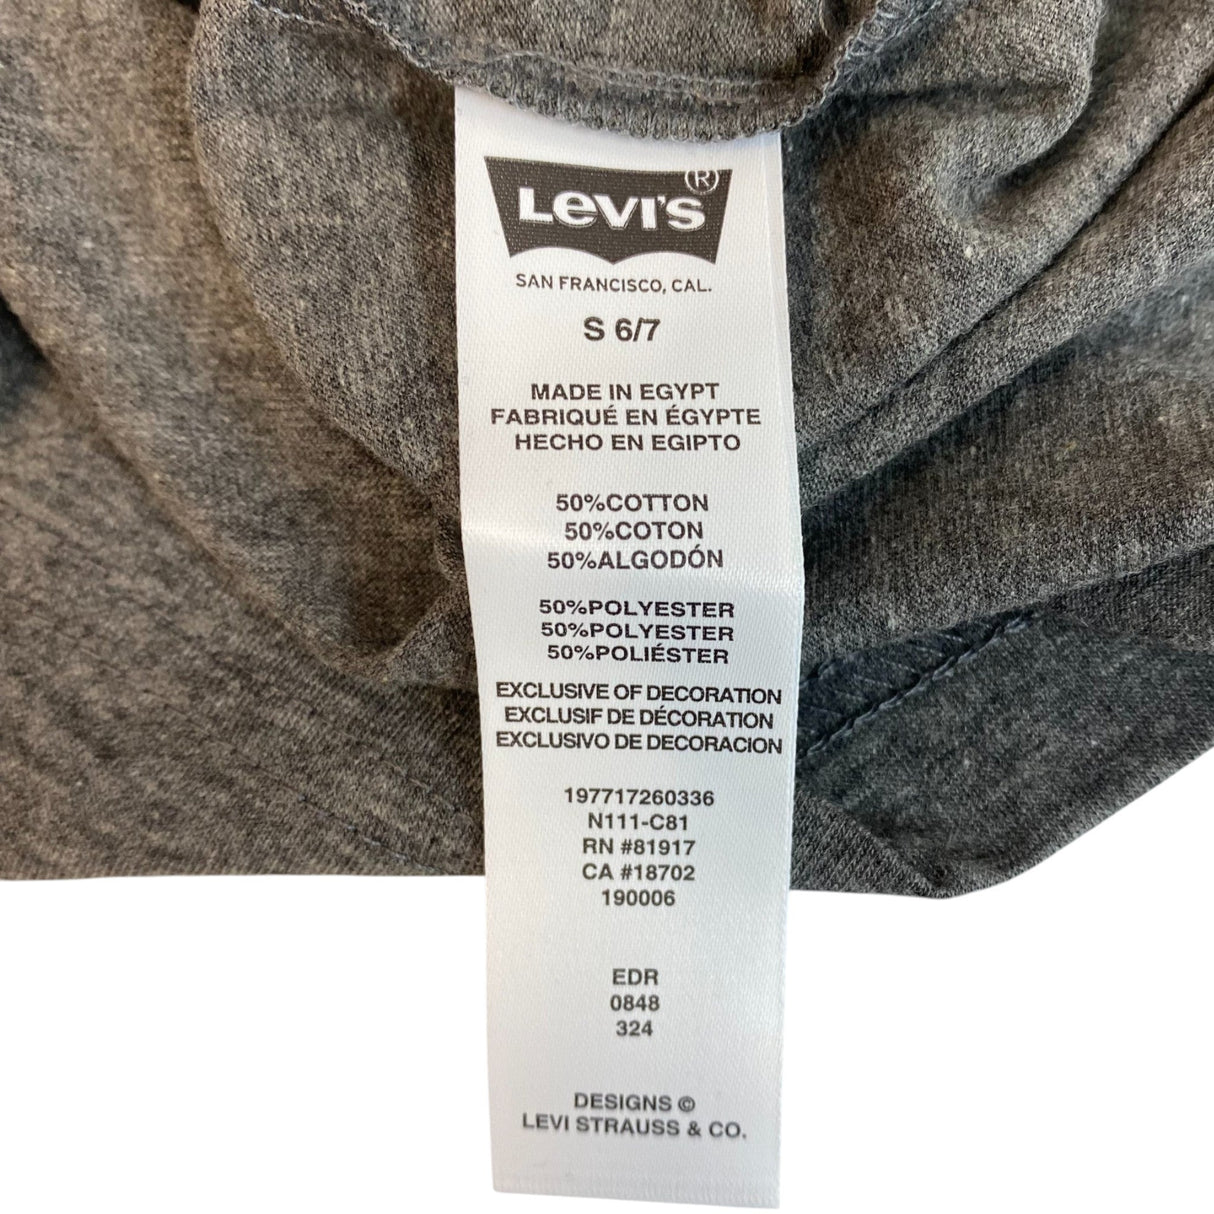 LEVI'S®
SAN FRANCISCO, CAL.
S 6/7
MADE IN EGYPT
FABRIQUÉ EN ÉGYPTE
HECHO EN EGIPTO
50%COTTON
50%COTON
50%ALGODÓN
50%POLYESTER
50%POLYESTER
50%POLIÉSTER
EXCLUSIVE OF DECORATION
EXCLUSIF DE DÉCORATION
EXCLUSIVO DE DECORACION
197717260336
N111-C81
RN #81917
CA #18702
190006
EDR
0848
324
DESIGNS ©
LEVI STRAUSS & CO.